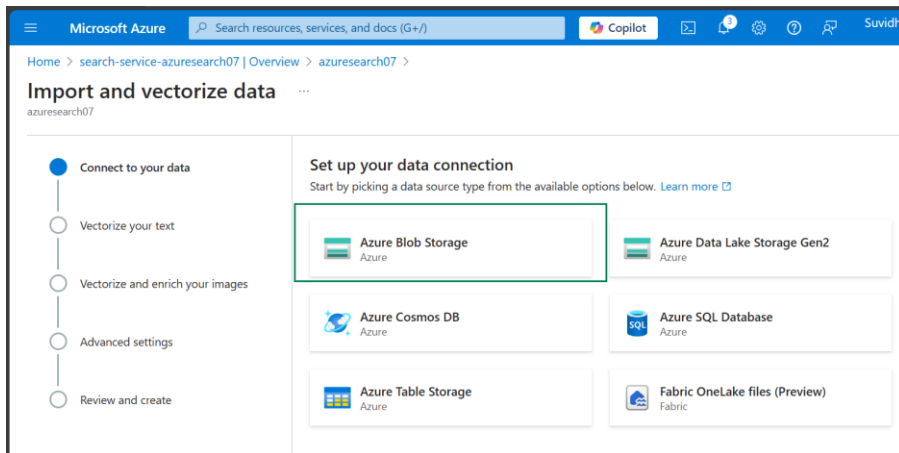 Microsoft Azure
Search resources, services, and docs (G+/)
Copilot
3
Suvidh
Home > search-service-azuresearch07 | Overview > azuresearch07 >
Import and vectorize data ...
azuresearch07
Connect to your data
Vectorize your text
Vectorize and enrich your images
Advanced settings
Review and create
Set up your data connection
Start by picking a data source type from the available options below. Learn more
Azure Blob Storage
Azure
Azure Data Lake Storage Gen2
Azure
Azure Cosmos DB
Azure
SQL
Azure SQL Database
Azure
Azure Table Storage
Azure
Fabric OneLake files (Preview)
Fabric